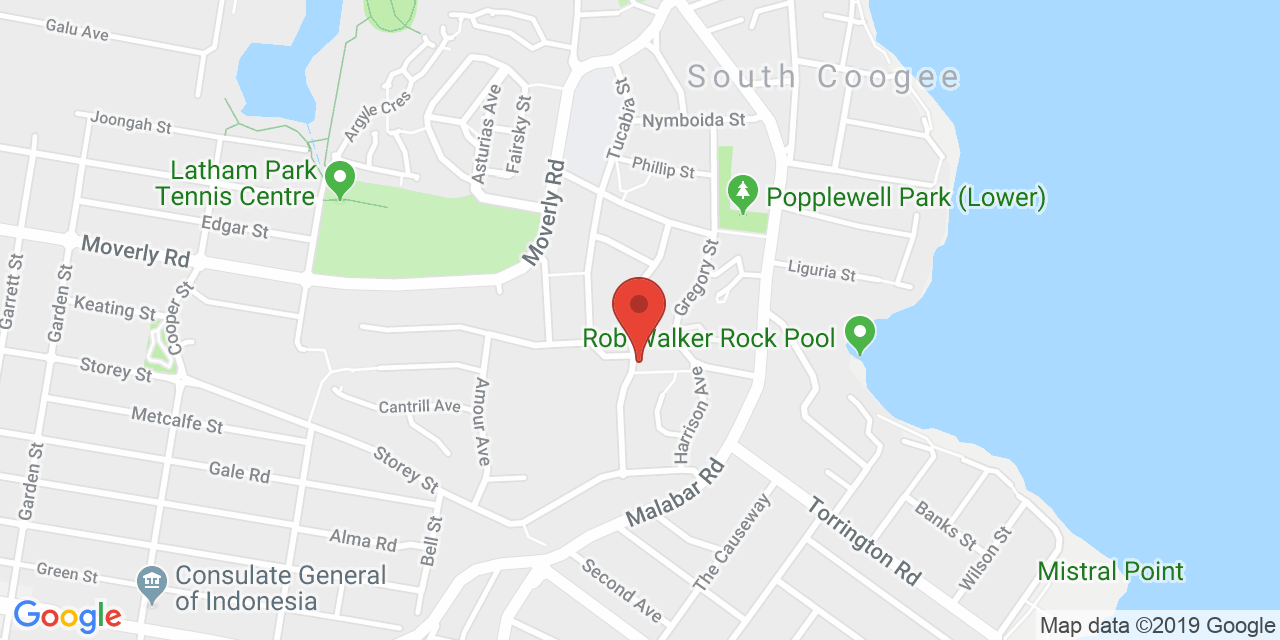 Galu Ave
South Coogee
Argyle Cres
Asturias Ave
Fairsky St
Tucabia St
Joongah St
Nymboida St
Phillip St
Latham Park
Tennis Centre
Popplewell Park (Lower)
Edgar St
Moverly Rd
Moverly Rd
Liguria St
Gregory St
Garrett St
Garden St
Keating St
Cooper St
Rob Walker Rock Pool
Storey St
Cantrill Ave
Amour Ave
Harrison Ave
Metcalfe St
Storey St
Gale Rd
Garden St
Malabar Rd
Torrington Rd
The Causeway
Banks St
Wilson St
Alma Rd
Bell St
Green St
Consulate General
of Indonesia
Second Ave
Mistral Point
Google
Map data ©2019 Google